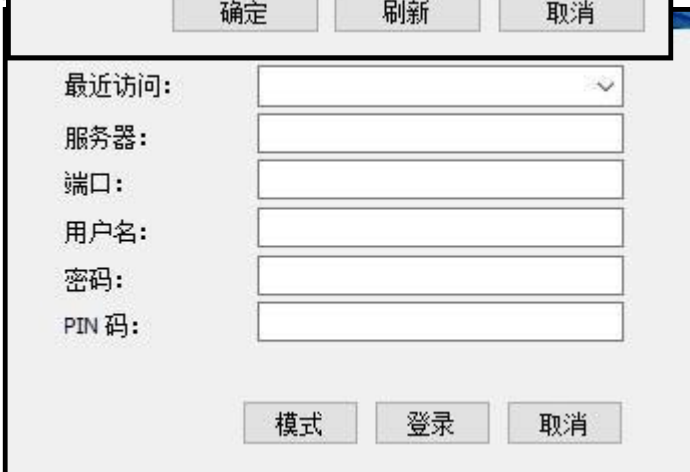 确定 刷新 取消
最近访问：
服务器：
端口：
用户名：
密码：
PIN 码：
模式 登录 取消